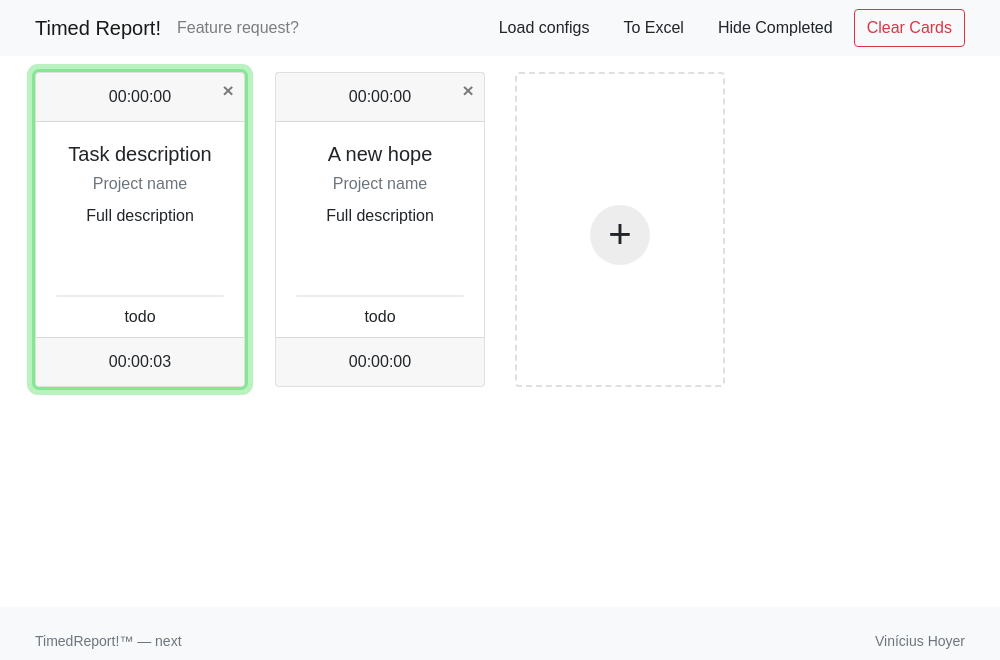 Timed Report! Feature request? Load configs To Excel Hide Completed Clear Cards
00:00:00 ×
Task description
Project name
Full description
todo
00:00:03
00:00:00 ×
A new hope
Project name
Full description
todo
00:00:00
+
TimedReport!™ — next
Vinícius Hoyer